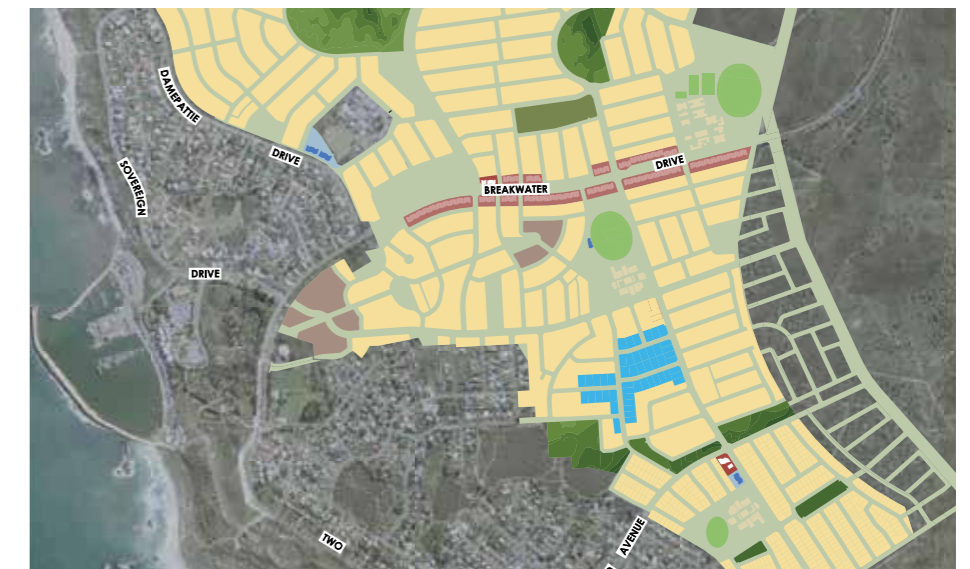 DAMEPATTIE
DRIVE
SOVEREIGN
DRIVE
BREAKWATER
DRIVE
TWO
AVENUE